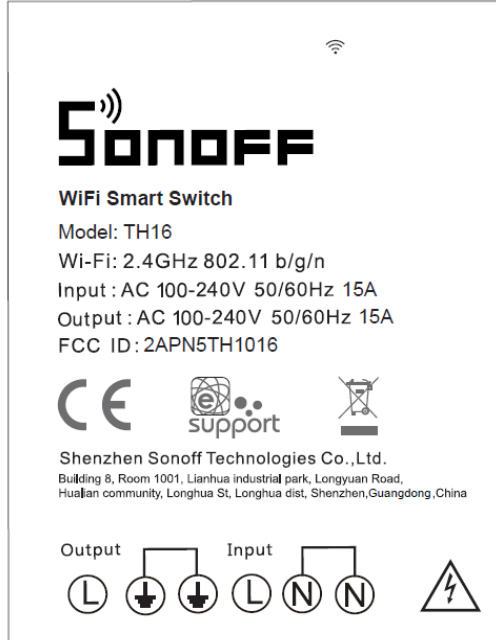 SONOFF
WiFi Smart Switch
Model: TH16
Wi-Fi: 2.4GHz 802.11 b/g/n
Input : AC 100-240V 50/60Hz 15A
Output : AC 100-240V 50/60Hz 15A
FCC ID : 2APN5TH1016
CE e support
Shenzhen Sonoff Technologies Co.,Ltd.
Building 8, Room 1001, Lianhua industrial park, Longyuan Road,
Hualian community, Longhua St, Longhua dist, Shenzhen,Guangdong,China
Output Input
L L N N